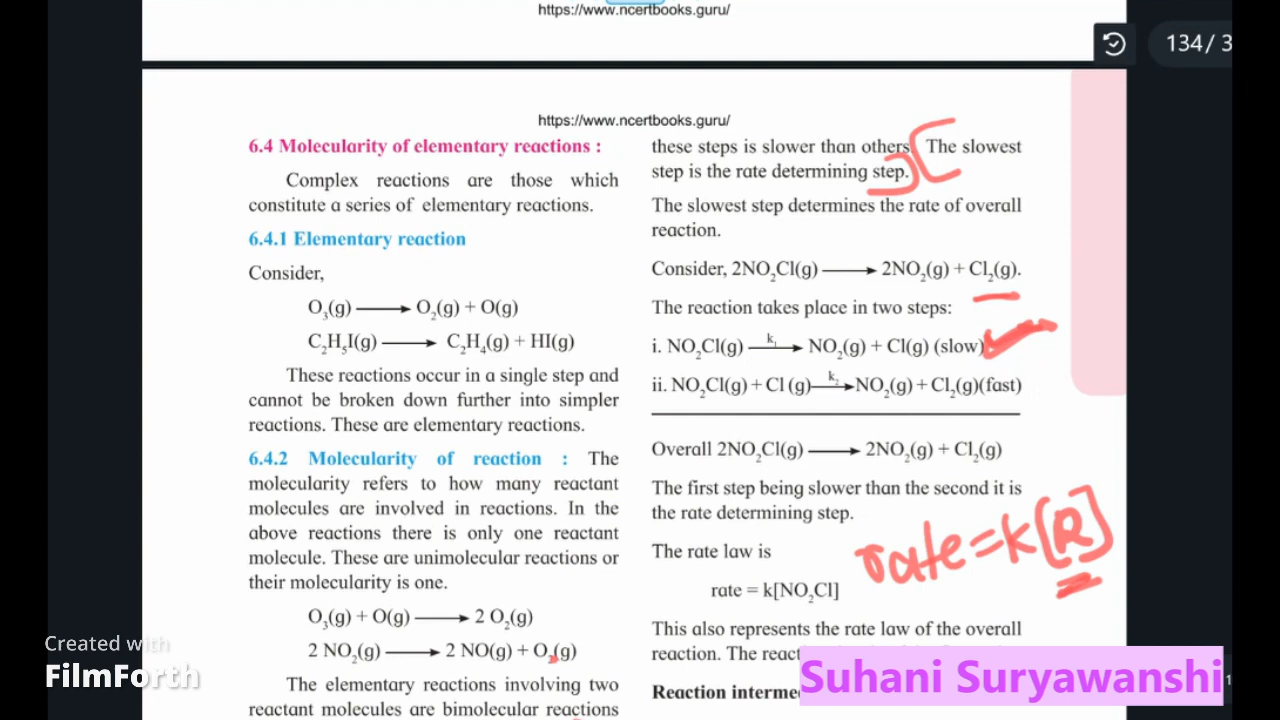 https://www.ncertbooks.guru/
134 / 3
https://www.ncertbooks.guru/
6.4 Molecularity of elementary reactions :
Complex reactions are those which
constitute a series of elementary reactions.
6.4.1 Elementary reaction
Consider,
O₃(g) ⟶ O₂(g) + O(g)
C₂H₅I(g) ⟶ C₂H₄(g) + HI(g)
These reactions occur in a single step and
cannot be broken down further into simpler
reactions. These are elementary reactions.
6.4.2 Molecularity of reaction : The
molecularity refers to how many reactant
molecules are involved in reactions. In the
above reactions there is only one reactant
molecule. These are unimolecular reactions or
their molecularity is one.
O₃(g) + O(g) ⟶ 2 O₂(g)
2 NO₂(g) ⟶ 2 NO(g) + O₂(g)
The elementary reactions involving two
reactant molecules are bimolecular reactions
these steps is slower than others. The slowest
step is the rate determining step.
The slowest step determines the rate of overall
reaction.
Consider, 2NO₂Cl(g) ⟶ 2NO₂(g) + Cl₂(g).
The reaction takes place in two steps:
i. NO₂Cl(g) —k₁→ NO₂(g) + Cl(g) (slow)
ii. NO₂Cl(g) + Cl (g) —k₂→ NO₂(g) + Cl₂(g)(fast)
Overall 2NO₂Cl(g) ⟶ 2NO₂(g) + Cl₂(g)
The first step being slower than the second it is
the rate determining step.
The rate law is
rate = k[R]
rate = k[NO₂Cl]
This also represents the rate law of the overall
reaction. The reac
Reaction interme
Created with
FilmForth
Suhani Suryawanshi